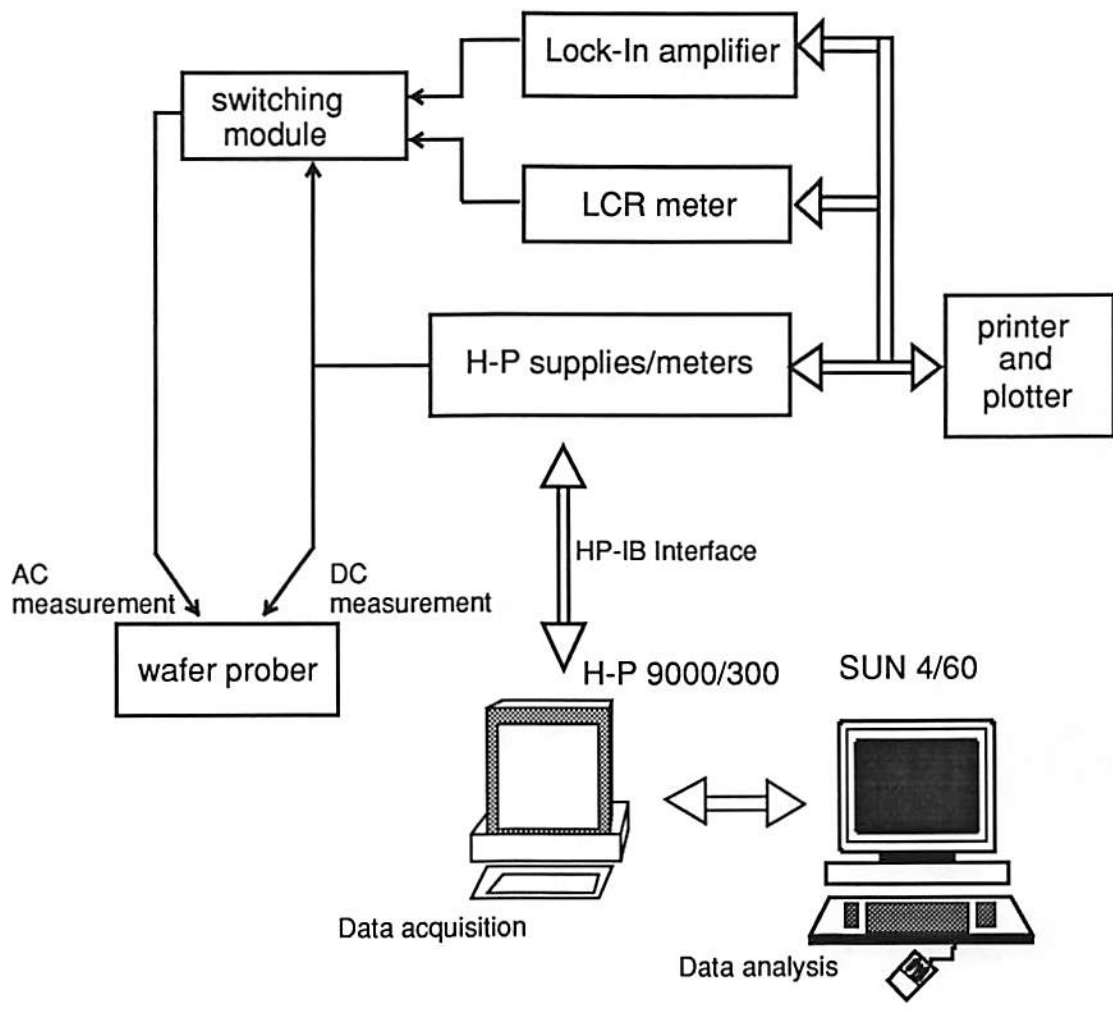 Lock-In amplifier
switching
module
LCR meter
H-P supplies/meters
printer
and
plotter
HP-IB Interface
AC
measurement
DC
measurement
wafer prober
H-P 9000/300
SUN 4/60
Data acquisition
Data analysis